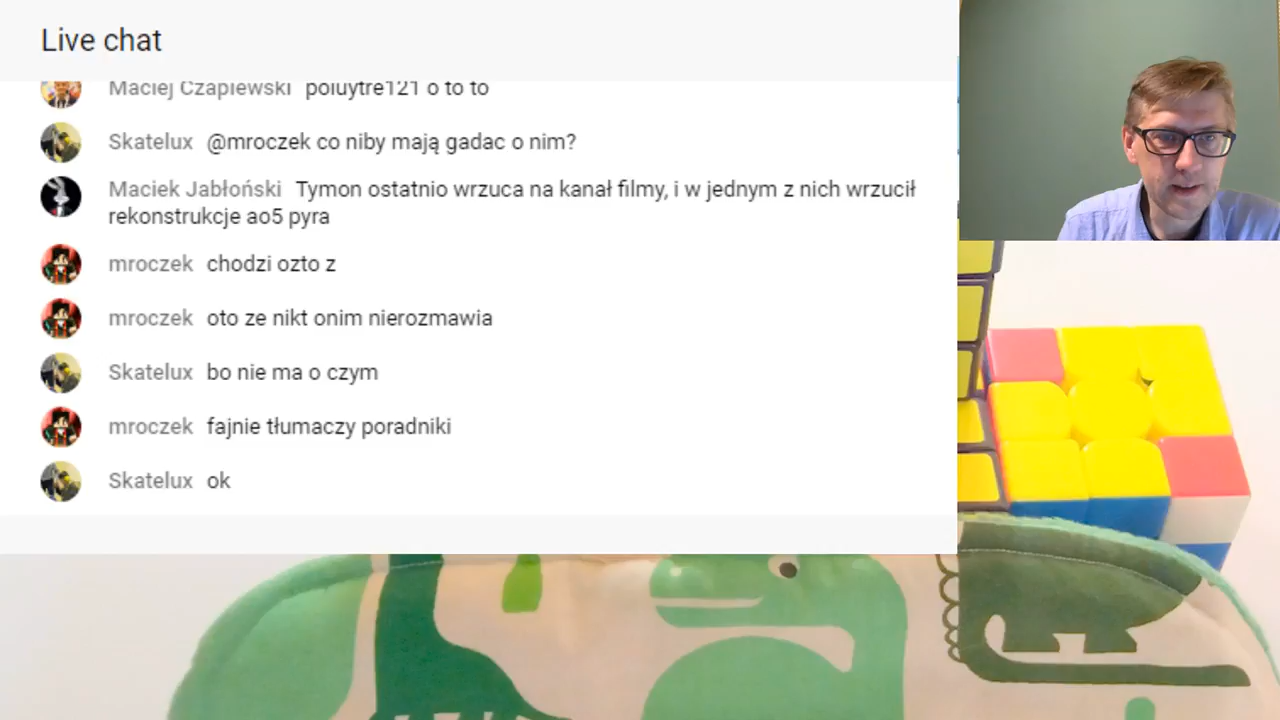 Live chat
Maciej Czapiewski poiuytre121 o to to
Skatelux @mroczek co niby mają gadac o nim?
Maciek Jabłoński Tymon ostatnio wrzuca na kanał filmy, i w jednym z nich wrzucił
rekonstrukcje ao5 pyra
mroczek chodzi ozto z
mroczek oto ze nikt onim nierozmawia
Skatelux bo nie ma o czym
mroczek fajnie tłumaczy poradniki
Skatelux ok